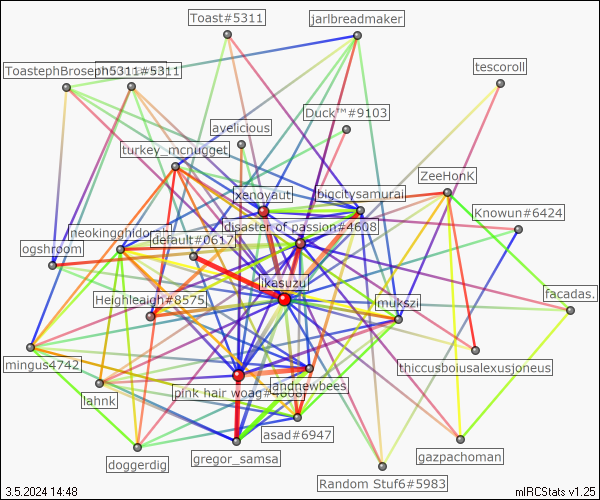 Toast#5311
jarlbreadmaker
ToastephBroseph5311#5311
tescoroll
Duck™#9103
avelicious
turkey_mcnugget
ZeeHonK
xenoyaut
bigcitysamurai
Knowun#6424
disaster of passion#4608
default#0617
ogshroom
ikasuzu
Heighleaigh#8575
mukszi
facadas.
mingus4742
thiccusboiusalexusjoneus
lahnk
pink hair woag#4608
andnewbees
asad#6947
gregor_samsa
gazpachoman
doggerdig
Random Stuf6#5983
3.5.2024 14:48
mIRCStats v1.25